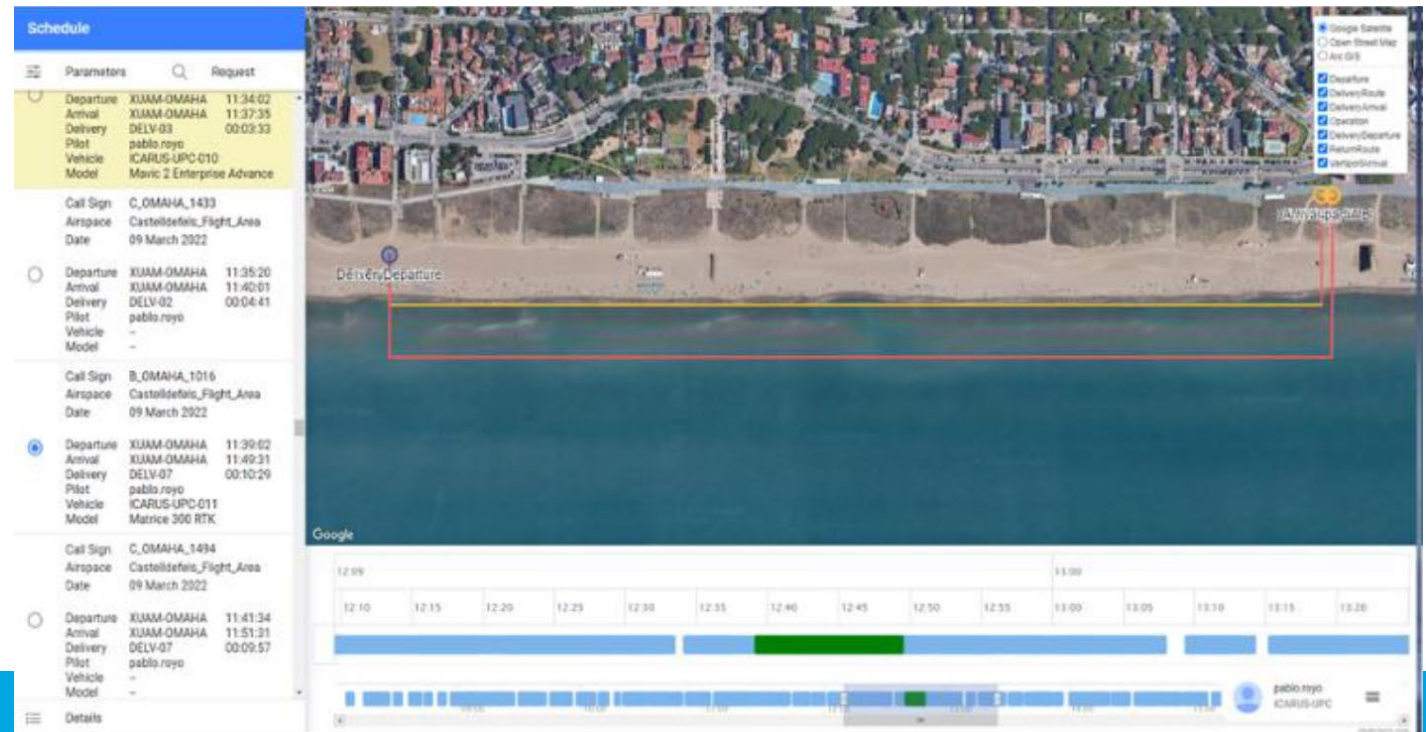 Schedule
Parameters Request
Departure XUAM-OMAHA 11:34:02
Arrival XUAM-OMAHA 11:37:35
Delivery DELV-03 00:03:33
Pilot pablo.royo
Vehicle ICARUS-UPC-010
Model Mavic 2 Enterprise Advance
Call Sign C_OMAHA_1433
Airspace Castelldefels_Flight_Area
Date 09 March 2022
Departure XUAM-OMAHA 11:35:20
Arrival XUAM-OMAHA 11:40:01
Delivery DELV-02 00:04:41
Pilot pablo.royo
Vehicle –
Model –
Call Sign B_OMAHA_1016
Airspace Castelldefels_Flight_Area
Date 09 March 2022
Departure XUAM-OMAHA 11:39:02
Arrival XUAM-OMAHA 11:49:31
Delivery DELV-07 00:10:29
Pilot pablo.royo
Vehicle ICARUS-UPC-011
Model Matrice 300 RTK
Call Sign C_OMAHA_1494
Airspace Castelldefels_Flight_Area
Date 09 March 2022
Departure XUAM-OMAHA 11:41:34
Arrival XUAM-OMAHA 11:51:31
Delivery DELV-07 00:09:57
Pilot pablo.royo
Vehicle –
Model –
Details
Google Satellite
Open Street Map
Arc GIS
Departure
DeliveryRoute
DeliveryArrival
Operation
DeliveryDeparture
ReturnRoute
VertiportArrival
Departure
Google
12:10 12:15 12:20 12:25 12:30 12:35 12:40 12:45 12:50 12:55 13:00 13:05 13:10 13:15 13:20
pablo.royo
ICARUS-UPC